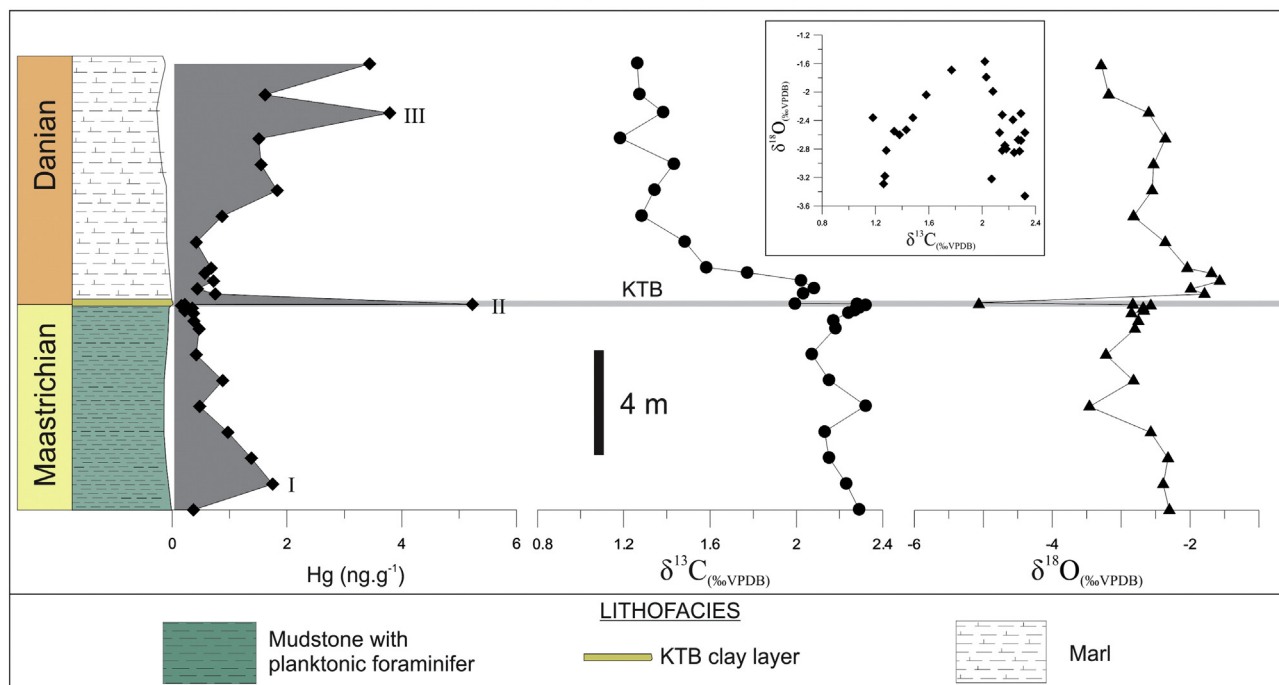 Danian
Maastrichian
III
II
I
KTB
4 m
-1.2
-1.6
-2
-2.4
-2.8
-3.2
-3.6
δ18O(‰VPDB)
0.8 1.2 1.6 2 2.4
δ13C(‰VPDB)
0 2 4 6
Hg (ng.g-1)
0.8 1.2 1.6 2 2.4
δ13C(‰VPDB)
-6 -4 -2
δ18O(‰VPDB)
LITHOFACIES
Mudstone with
planktonic foraminifer
KTB clay layer
Marl